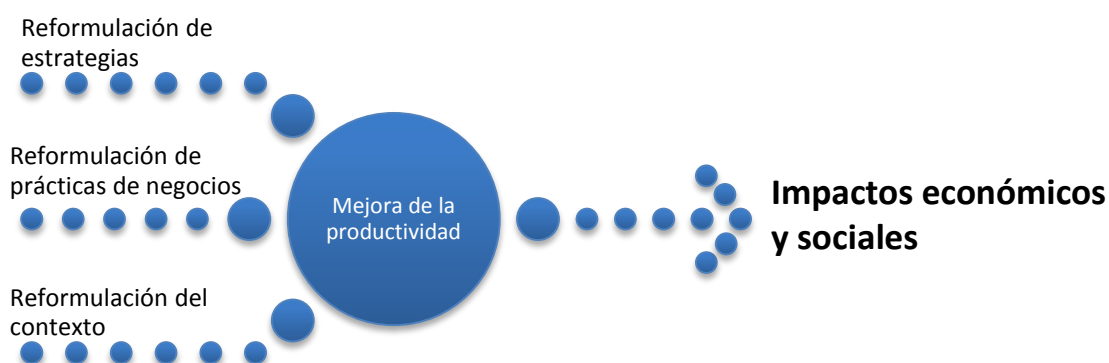 Reformulación de
estrategias
Reformulación de
prácticas de negocios
Mejora de la
productividad
Impactos económicos
y sociales
Reformulación del
contexto